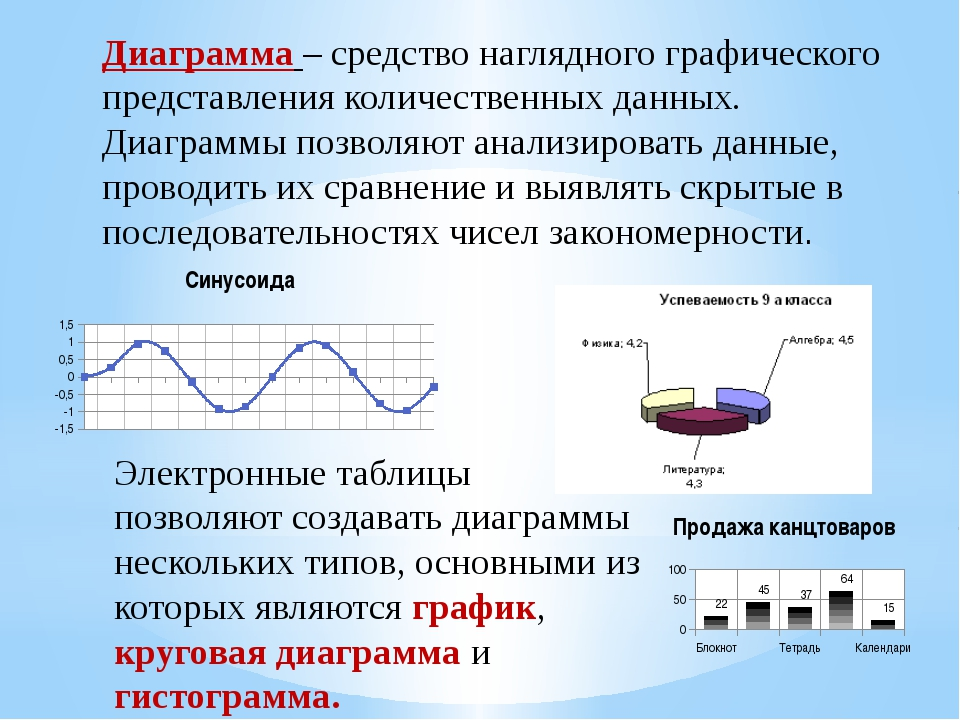 Диаграмма – средство наглядного графического
представления количественных данных.
Диаграммы позволяют анализировать данные,
проводить их сравнение и выявлять скрытые в
последовательностях чисел закономерности.
Синусоида
1,5
1
0,5
0
-0,5
-1
-1,5
Успеваемость 9 а класса
Физика; 4,2
Алгебра; 4,5
Литература;
4,3
Электронные таблицы
позволяют создавать диаграммы
нескольких типов, основными из
которых являются график,
круговая диаграмма и
гистограмма.
Продажа канцтоваров
100
50
0
22
45
37
64
15
Блокнот Тетрадь Календари